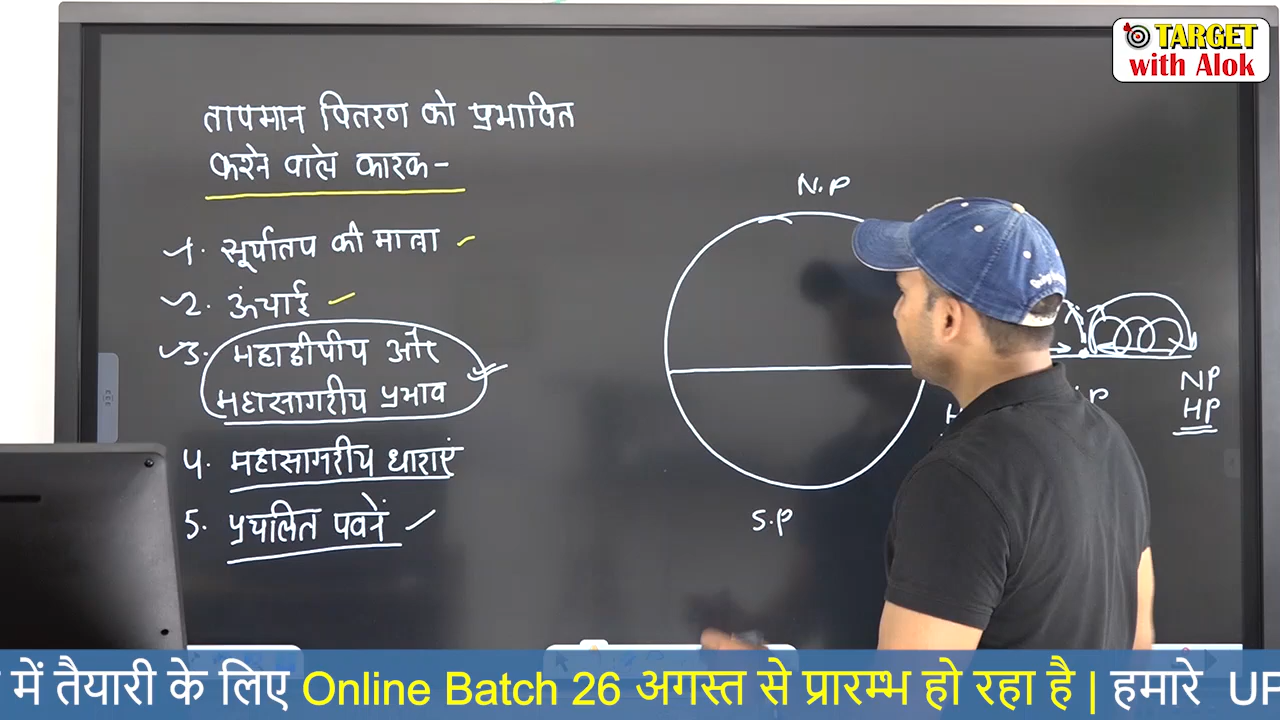 TARGET
with Alok
तापमान वितरण को प्रभावित
करने वाले कारक-
1. सूर्यातप की मात्रा
2. ऊंचाई
3. महाद्वीपीय और
महासागरीय प्रभाव
4. महासागरीय धाराएं
5. प्रचलित पवनें
N.P
S.P
H
P
NP
HP
में तैयारी के लिए Online Batch 26 अगस्त से प्रारम्भ हो रहा है | हमारे UP